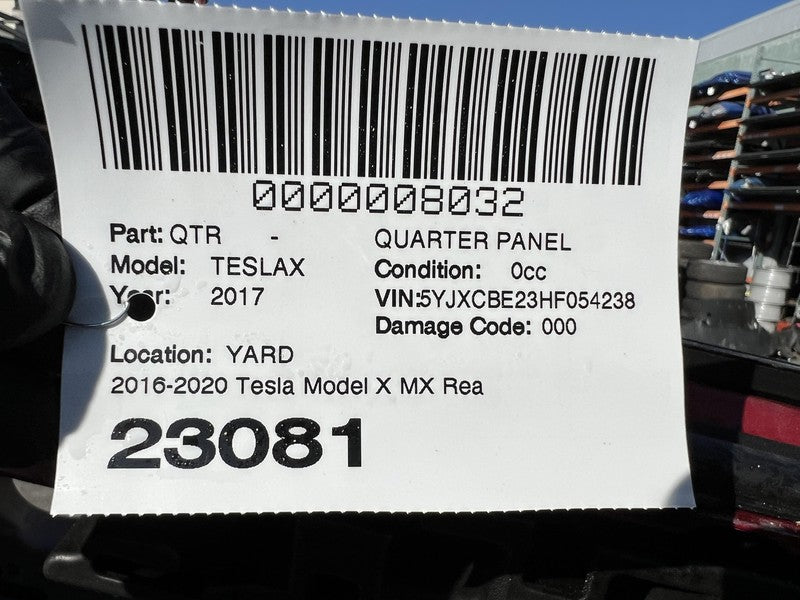 0000008032
Part: QTR - QUARTER PANEL
Model: TESLAX Condition: 0cc
Year: 2017 VIN:5YJXCBE23HF054238
Damage Code: 000
Location: YARD
2016-2020 Tesla Model X MX Rea
23081